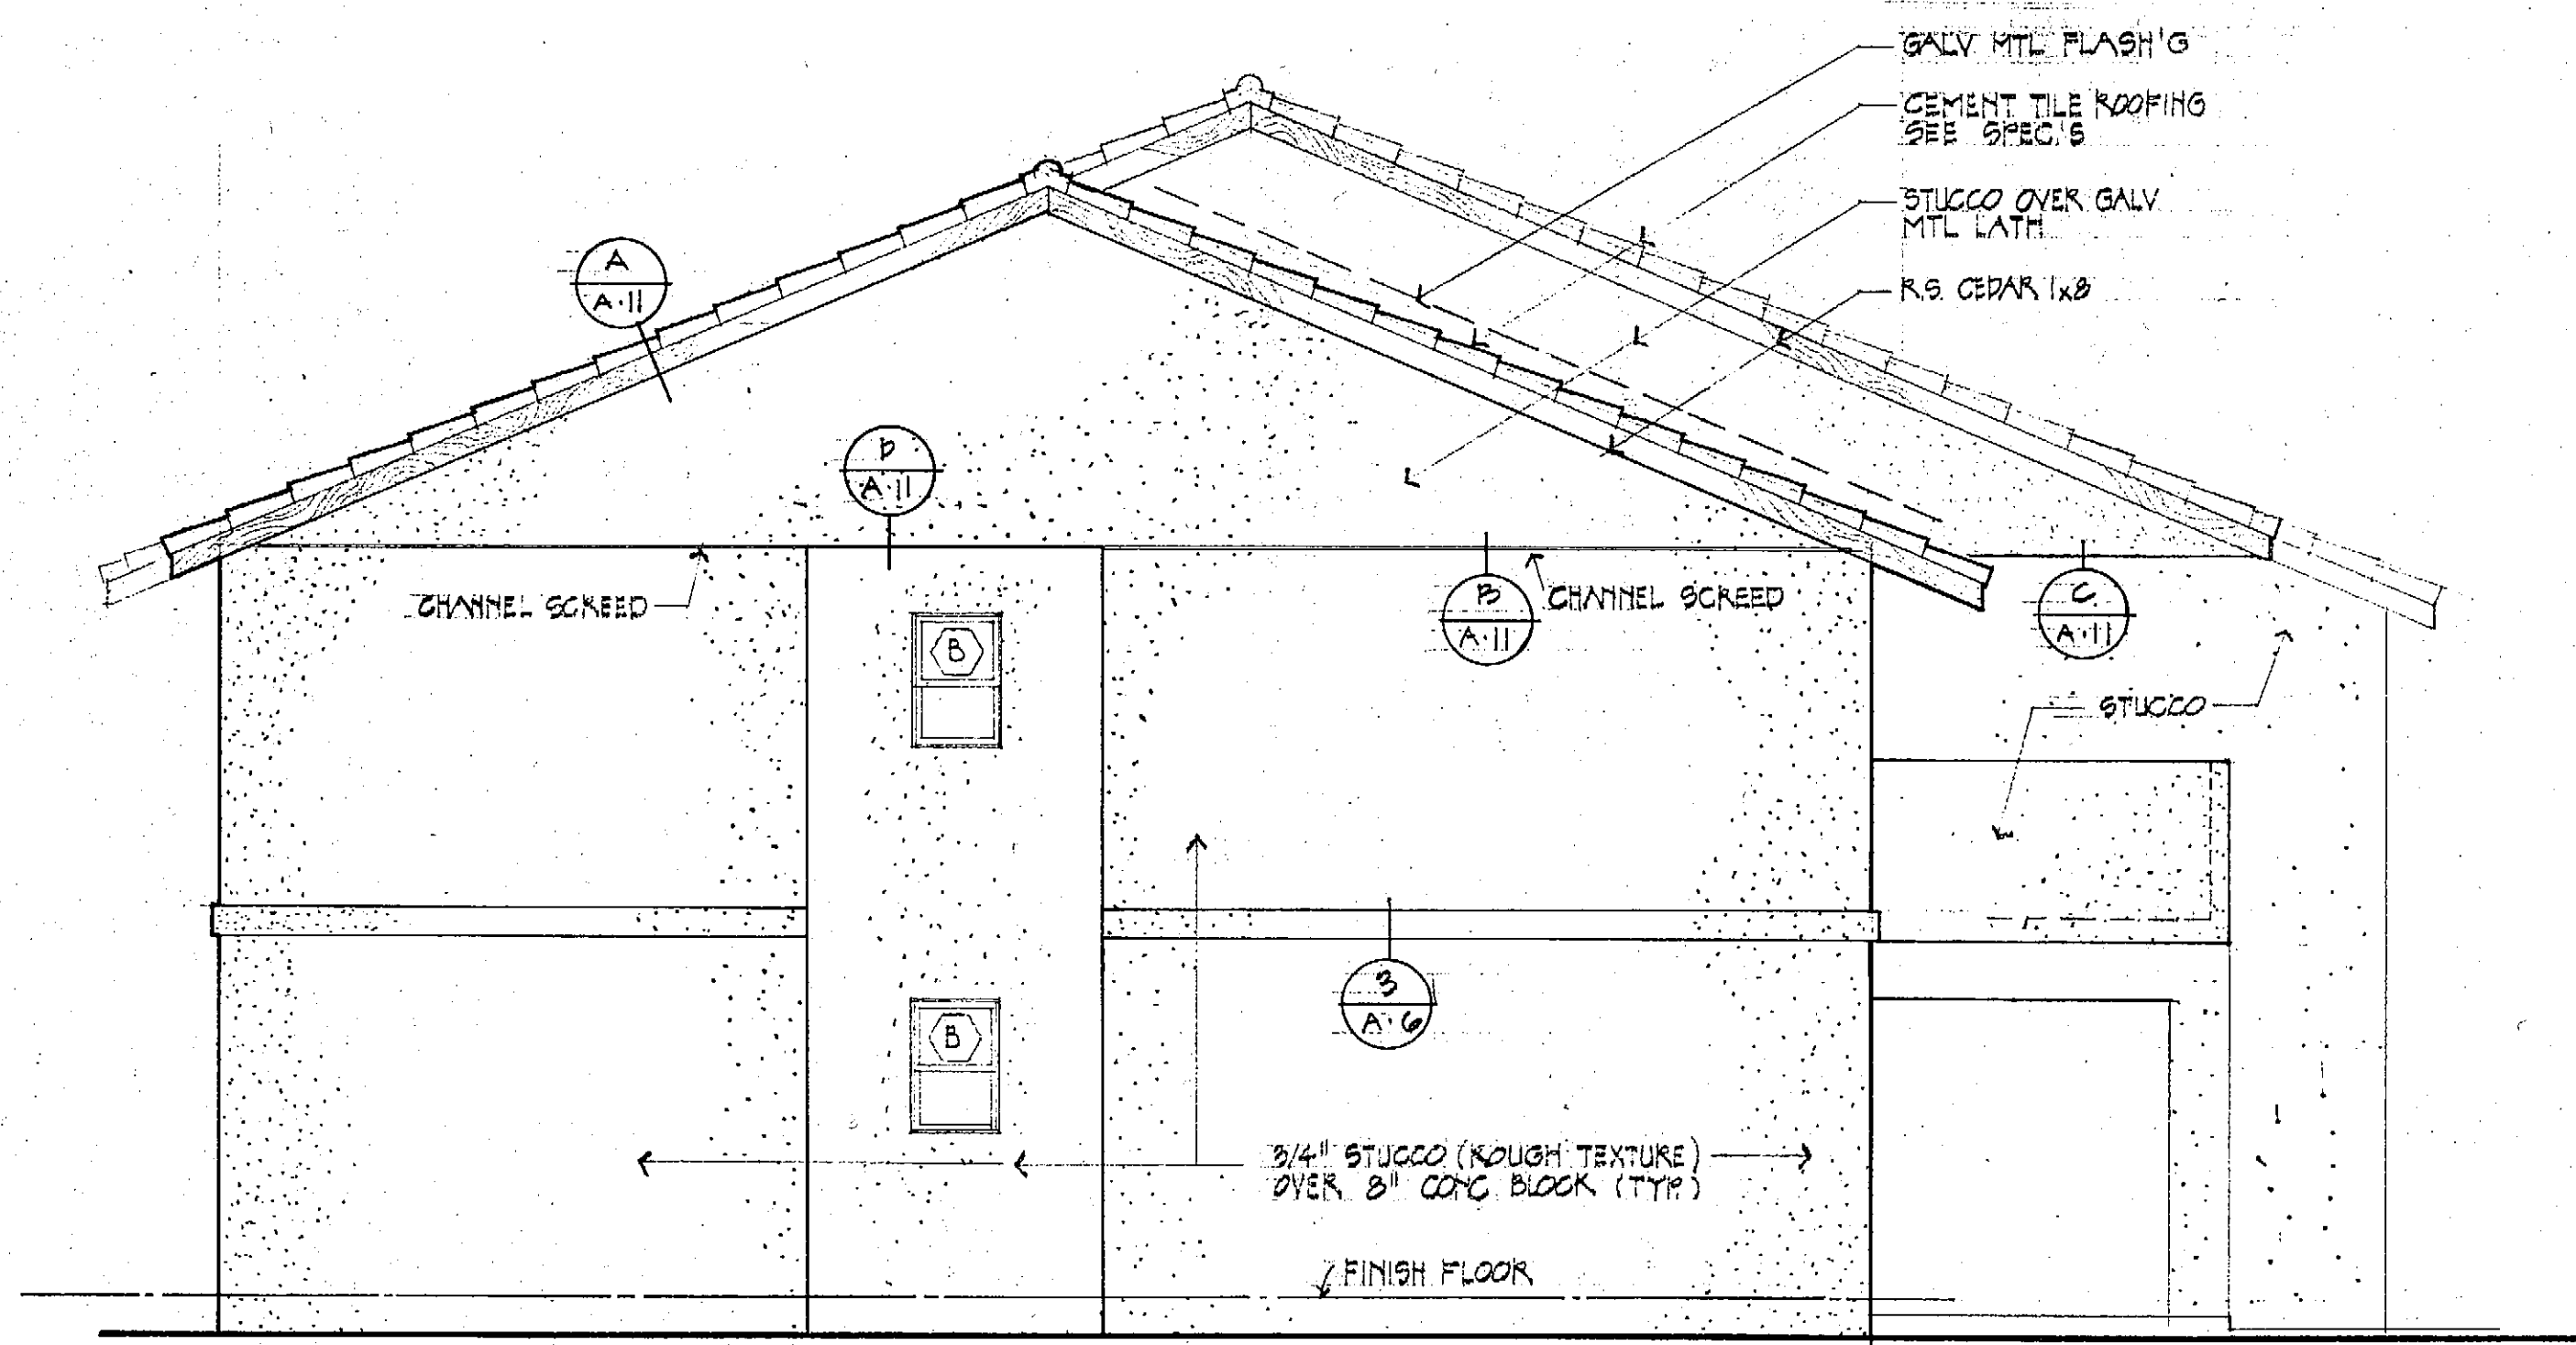 GALV MTL FLASH'G
CEMENT TILE ROOFING
SEE SPEC'S
STUCCO OVER GALV
MTL LATH
R.S. CEDAR 1x8
A
A·11
D
A·11
CHANNEL SCREED
B
A·11
CHANNEL SCREED
C
A·11
B
STUCCO
3
A·6
B
3/4" STUCCO (ROUGH TEXTURE)
OVER 8" CONC BLOCK (TYP.)
FINISH FLOOR